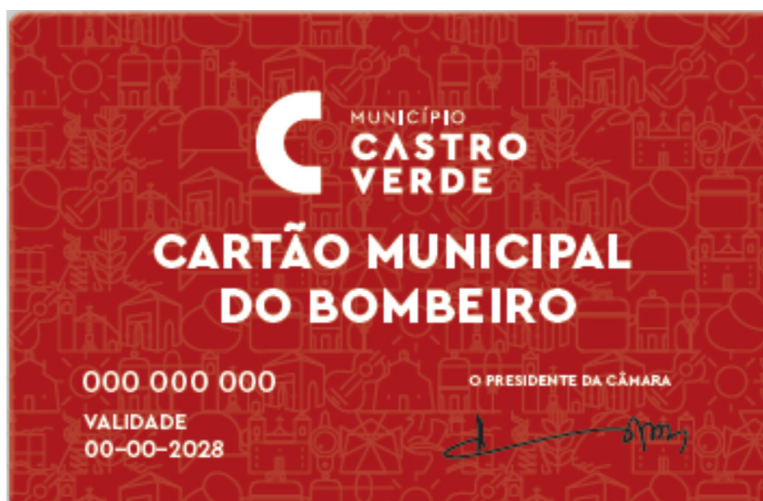 MUNICÍPIO
CASTRO
VERDE
CARTÃO MUNICIPAL
DO BOMBEIRO
000 000 000
O PRESIDENTE DA CÂMARA
VALIDADE
00-00-2028